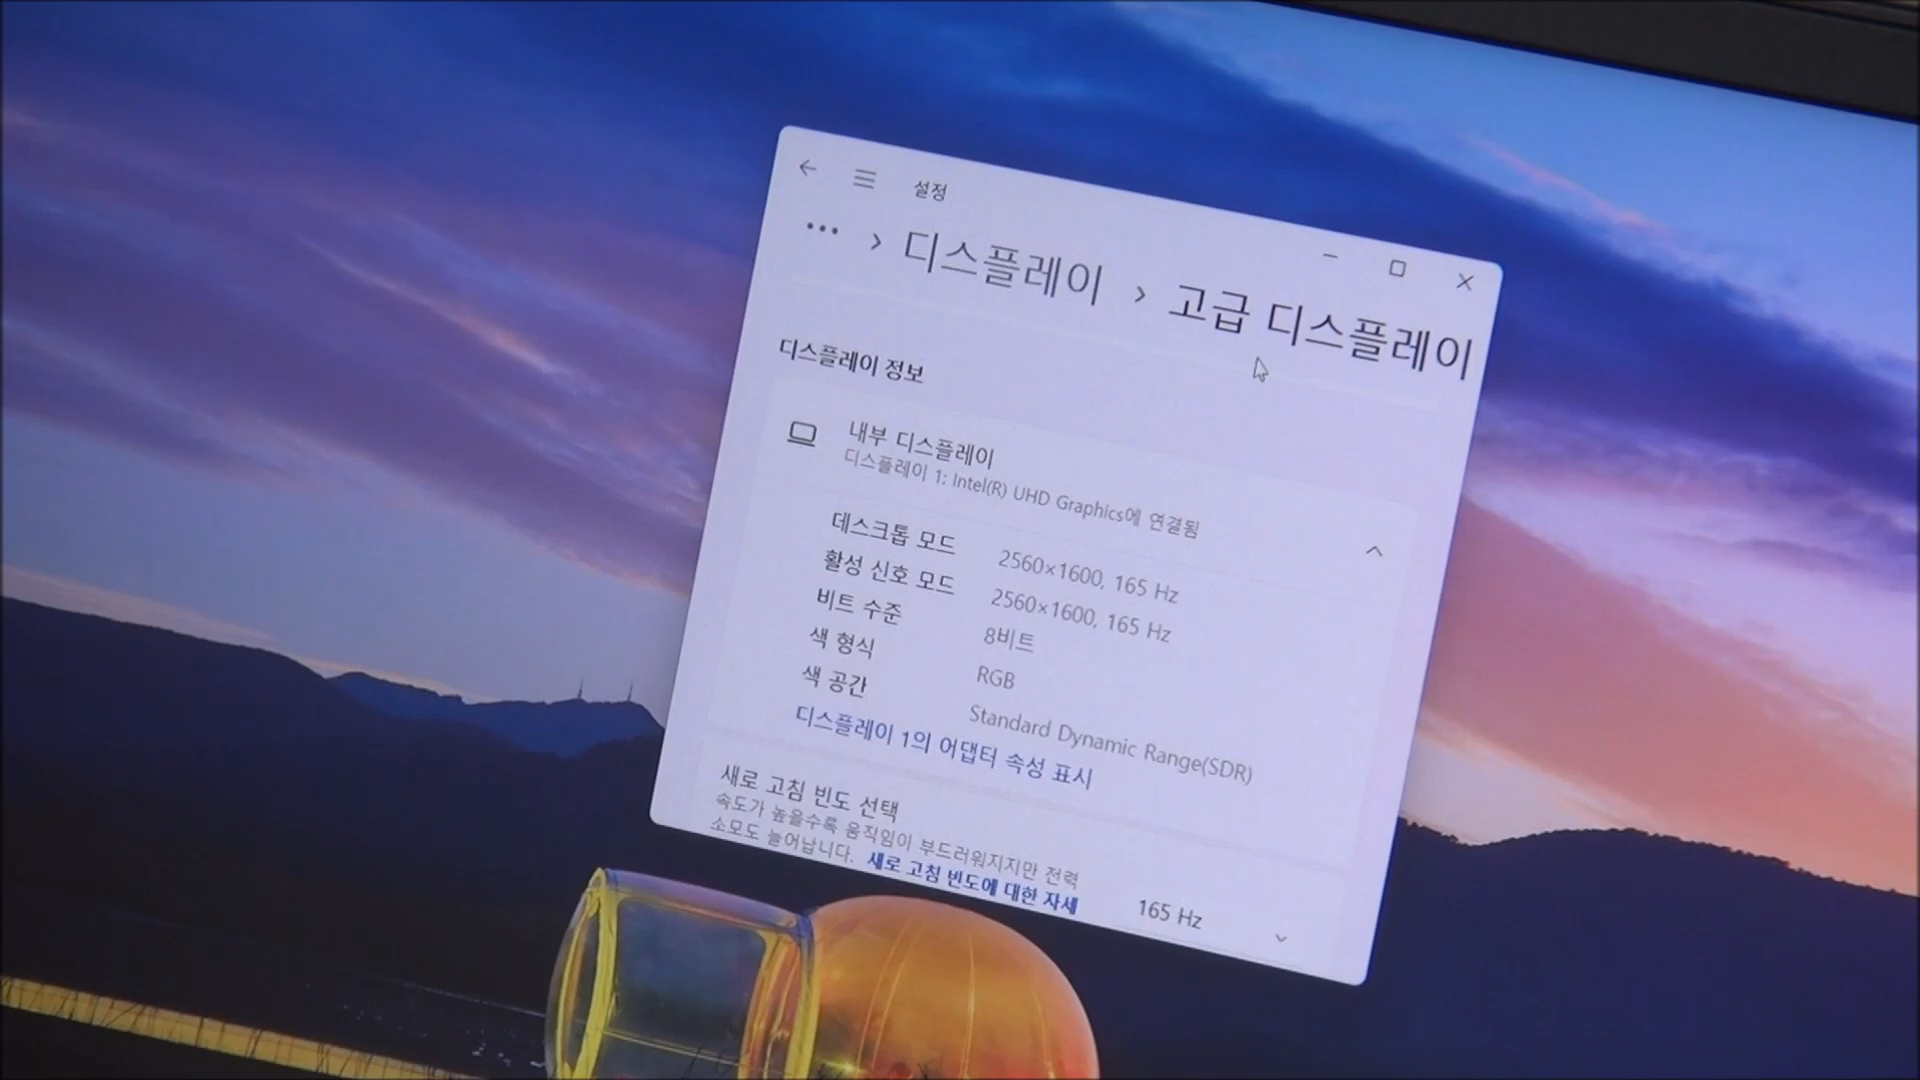 설정
… > 디스플레이 > 고급 디스플레이
디스플레이 정보
내부 디스플레이
디스플레이 1: Intel(R) UHD Graphics에 연결됨
데스크톱 모드 2560×1600, 165 Hz
활성 신호 모드 2560×1600, 165 Hz
비트 수준 8비트
색 형식 RGB
색 공간 Standard Dynamic Range(SDR)
디스플레이 1의 어댑터 속성 표시
새로 고침 빈도 선택
속도가 높을수록 움직임이 부드러워지지만 전력
소모도 늘어납니다. 새로 고침 빈도에 대한 자세
165 Hz